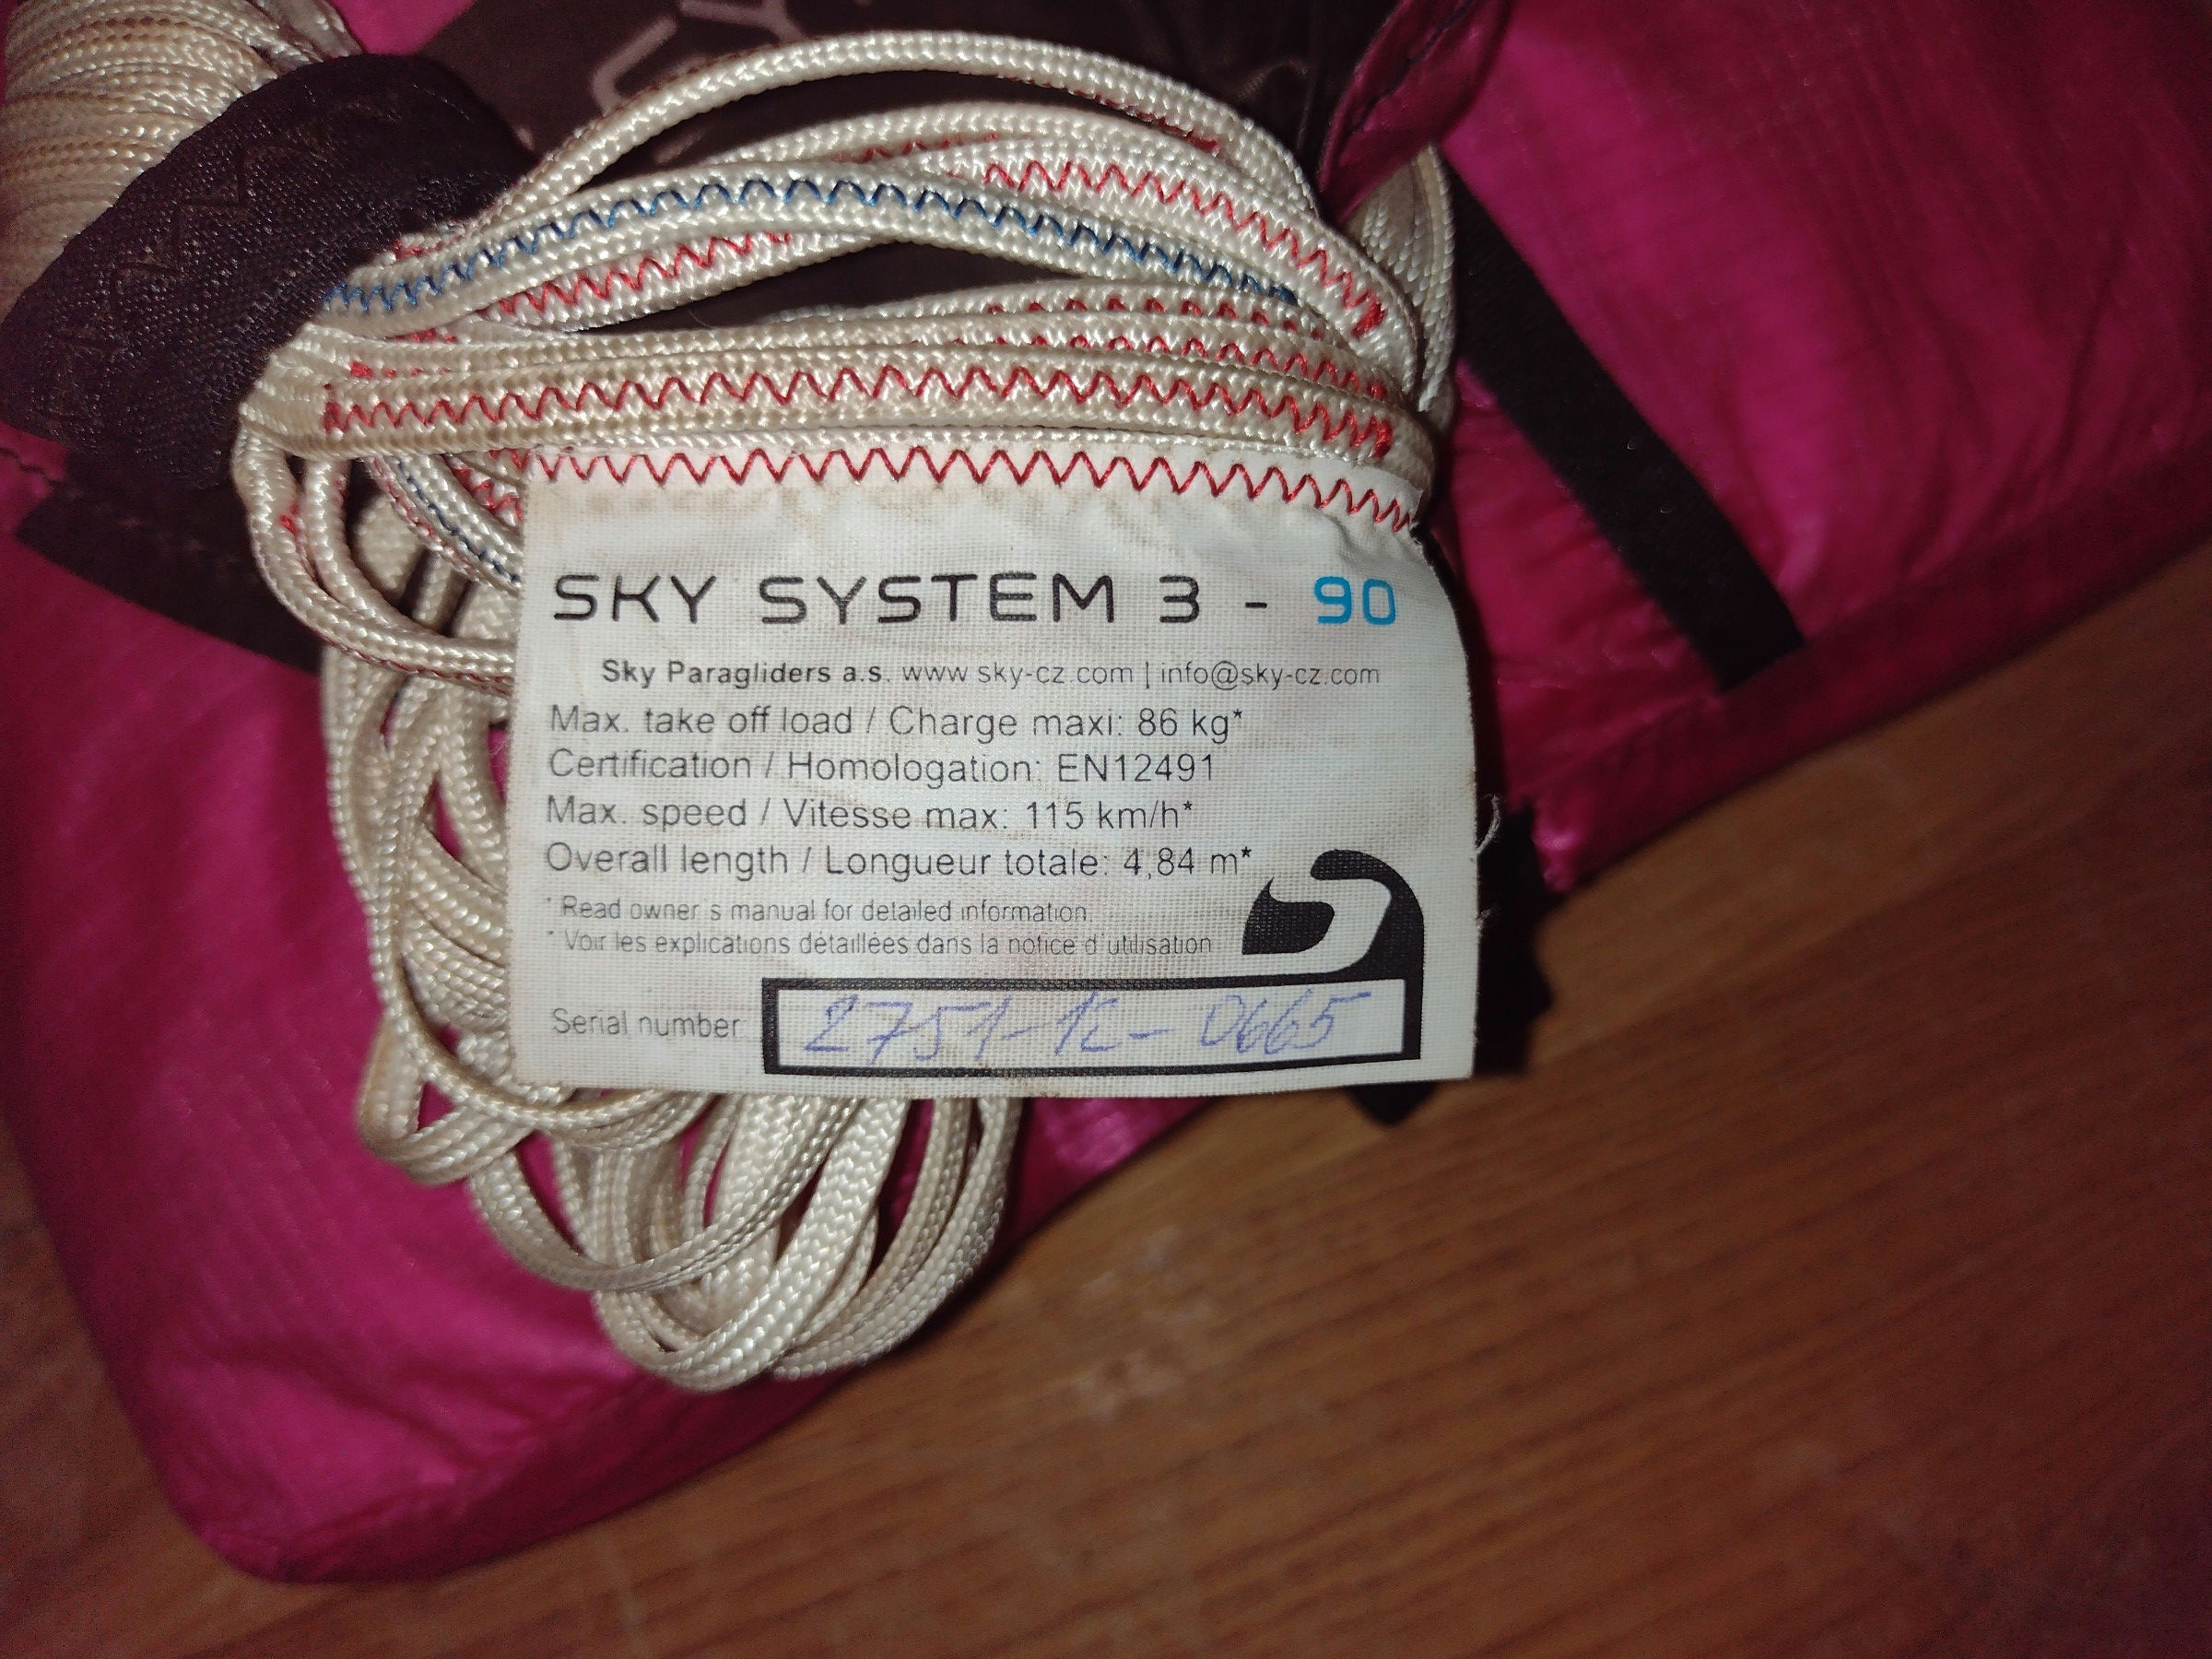 SKY SYSTEM 3 - 90
Sky Paragliders a.s. www.sky-cz.com | info@sky-cz.com
Max. take off load / Charge maxi: 86 kg*
Certification / Homologation: EN12491
Max. speed / Vitesse max: 115 km/h*
Overall length / Longueur totale: 4,84 m*
* Read owner's manual for detailed information.
* Voir les explications détaillées dans la notice d'utilisation
Serial number 2751-12-0665